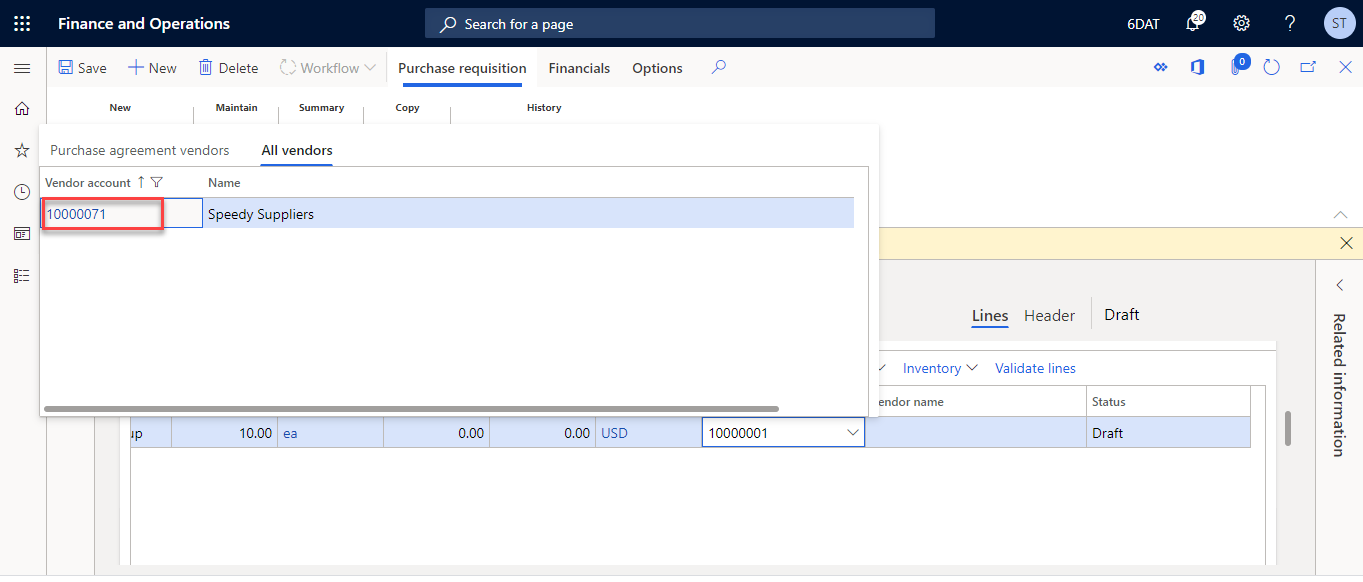 Finance and Operations
Search for a page
6DAT
20
ST
Save
New
Delete
Workflow
Purchase requisition
Financials
Options
0
New
Maintain
Summary
Copy
History
Purchase agreement vendors
All vendors
Vendor account
Name
10000071
Speedy Suppliers
Lines
Header
Draft
Related information
Inventory
Validate lines
endor name
Status
up
10.00
ea
0.00
0.00
USD
10000001
Draft